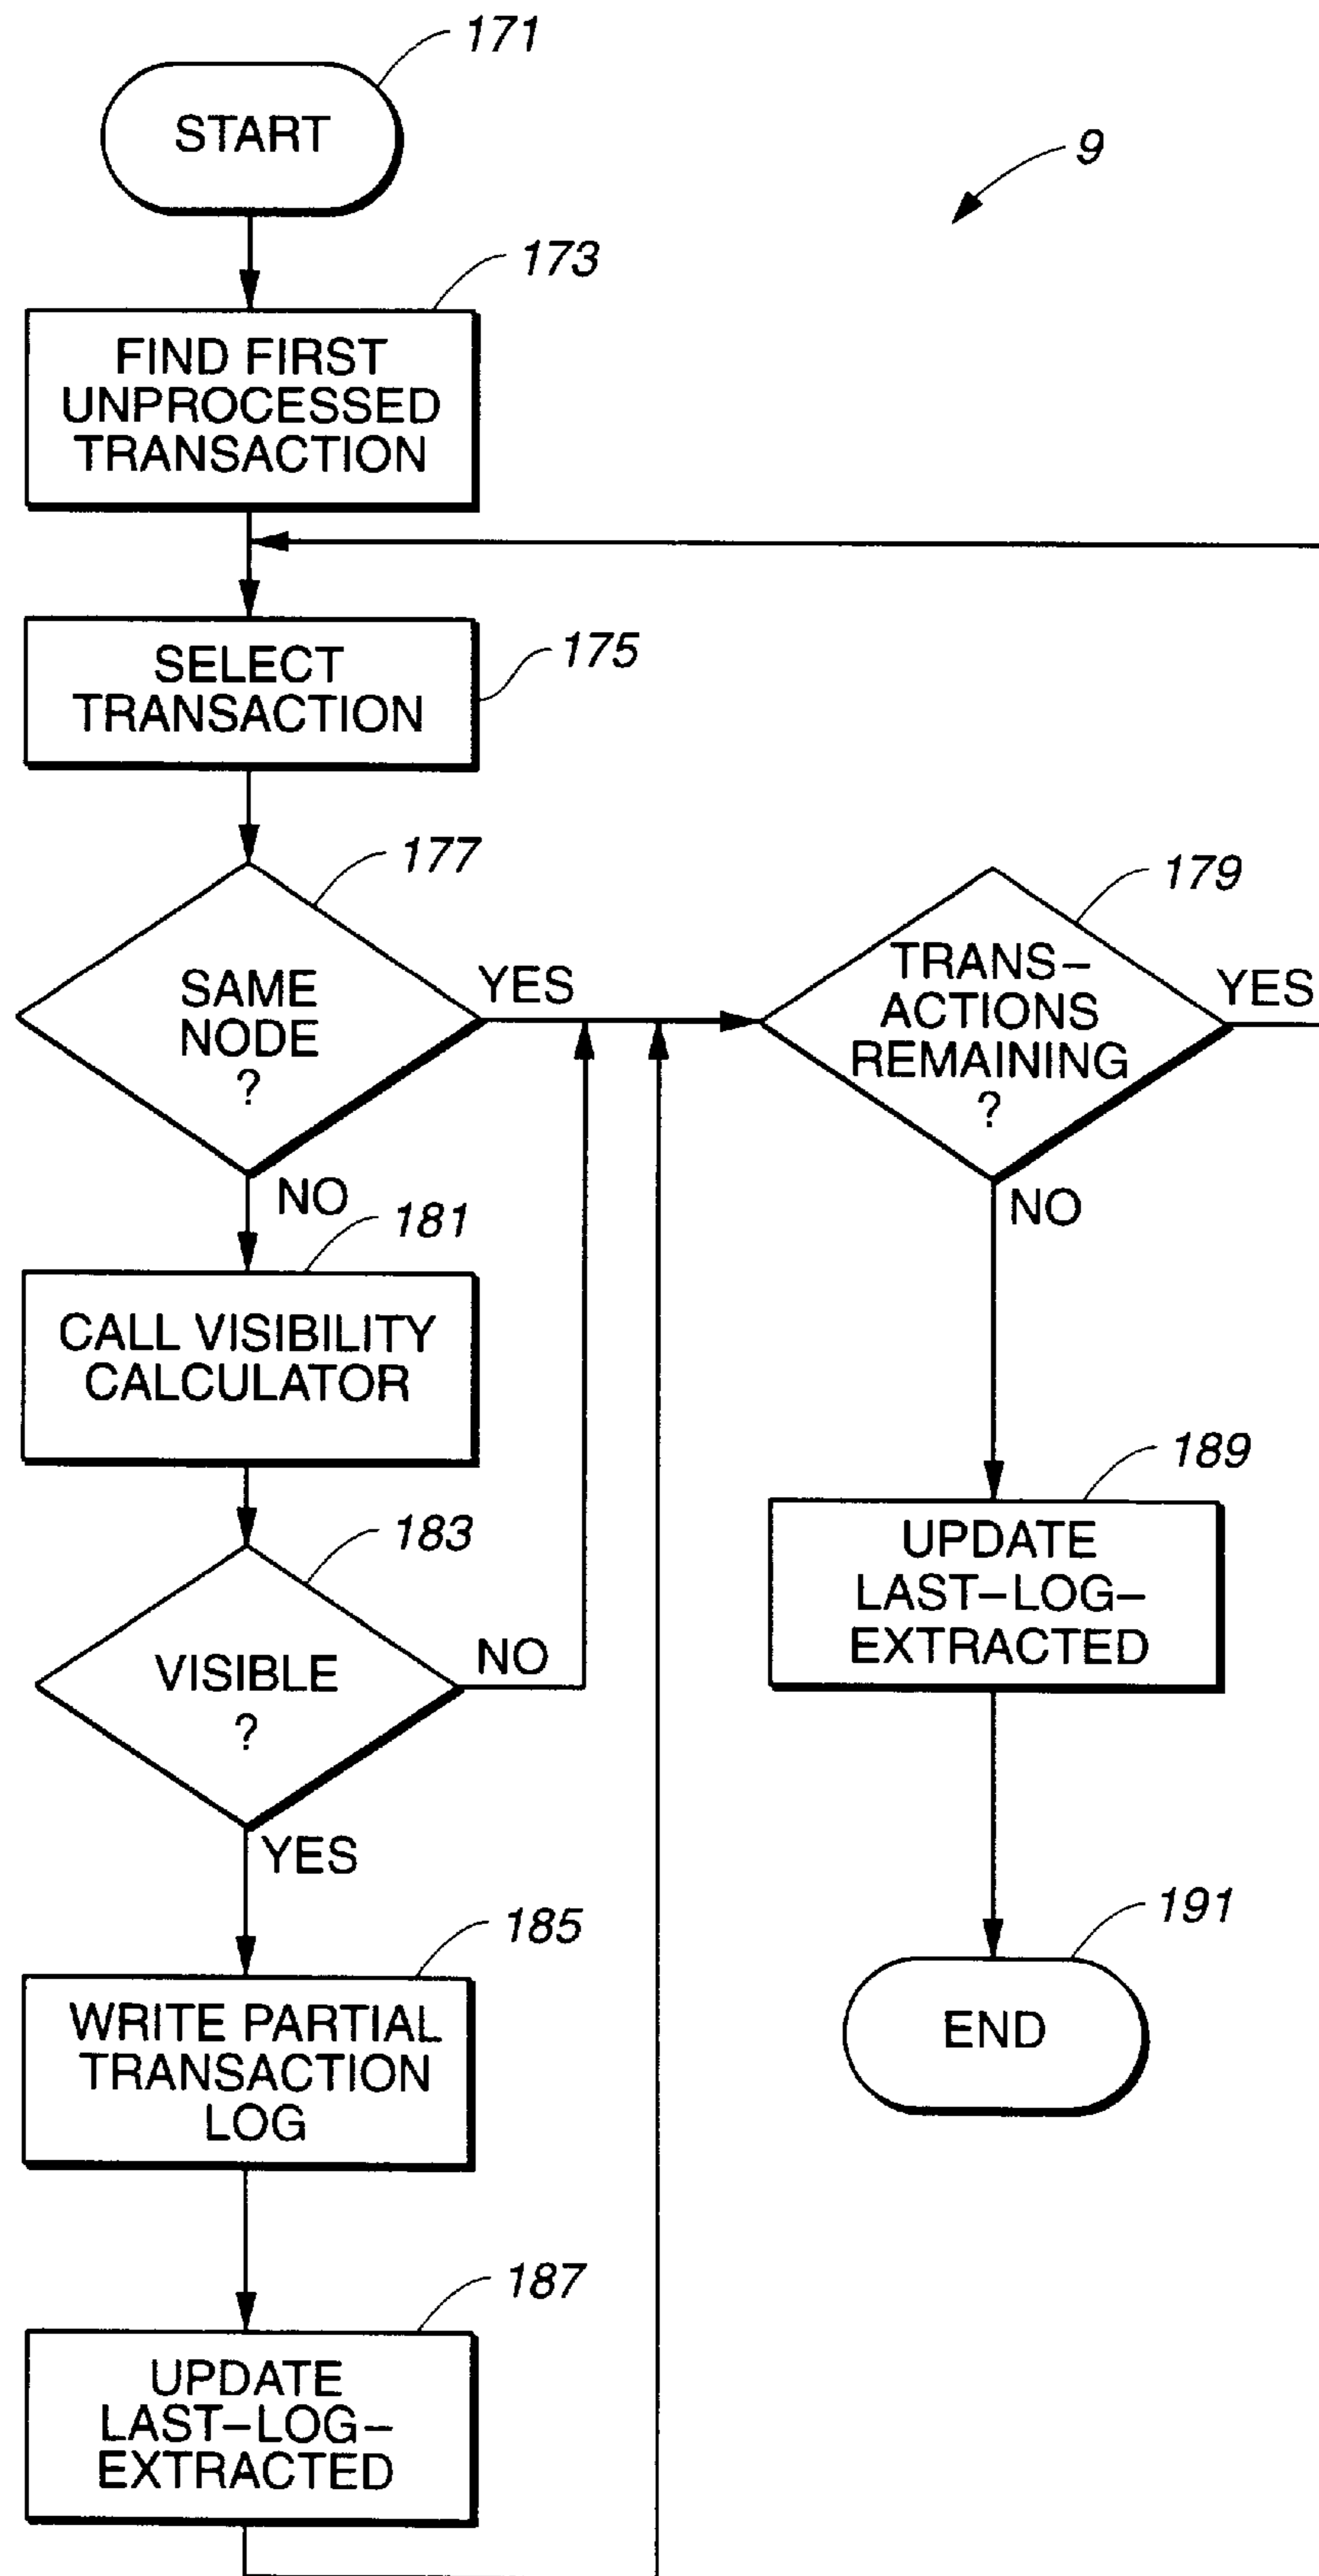 171
START
9
173
FIND FIRST
UNPROCESSED
TRANSACTION
SELECT
TRANSACTION
175
177
SAME
NODE
?
YES
NO
179
TRANS–
ACTIONS
REMAINING
?
YES
NO
181
CALL VISIBILITY
CALCULATOR
183
VISIBLE
?
NO
YES
189
UPDATE
LAST–LOG–
EXTRACTED
185
WRITE PARTIAL
TRANSACTION
LOG
191
END
187
UPDATE
LAST–LOG–
EXTRACTED